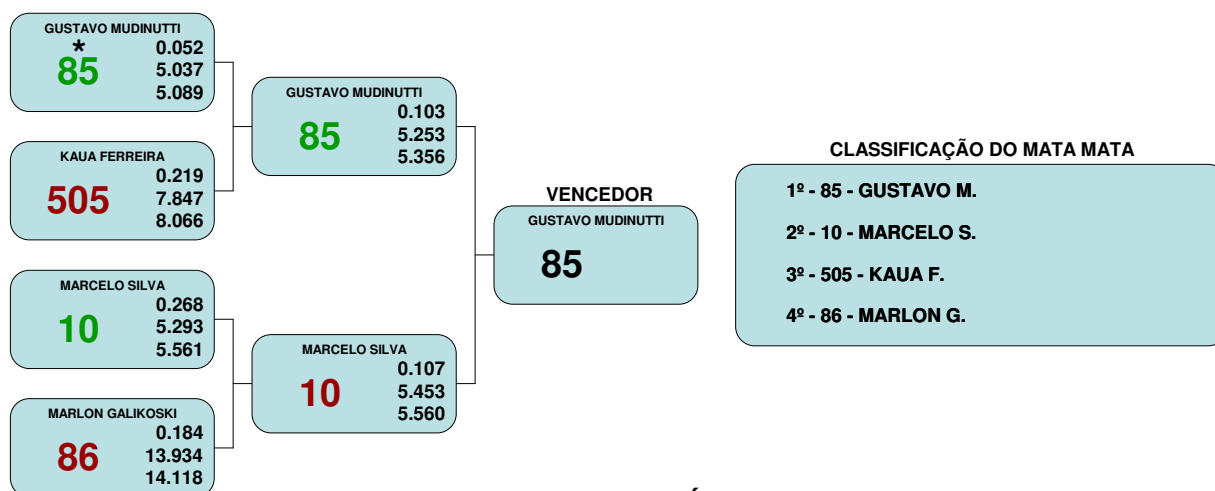 GUSTAVO MUDINUTTI
*
85
0.052
5.037
5.089
KAUA FERREIRA
505
0.219
7.847
8.066
MARCELO SILVA
10
0.268
5.293
5.561
MARLON GALIKOSKI
86
0.184
13.934
14.118
GUSTAVO MUDINUTTI
85
0.103
5.253
5.356
MARCELO SILVA
10
0.107
5.453
5.560
VENCEDOR
GUSTAVO MUDINUTTI
85
CLASSIFICAÇÃO DO MATA MATA
1º - 85 - GUSTAVO M.
2º - 10 - MARCELO S.
3º - 505 - KAUA F.
4º - 86 - MARLON G.